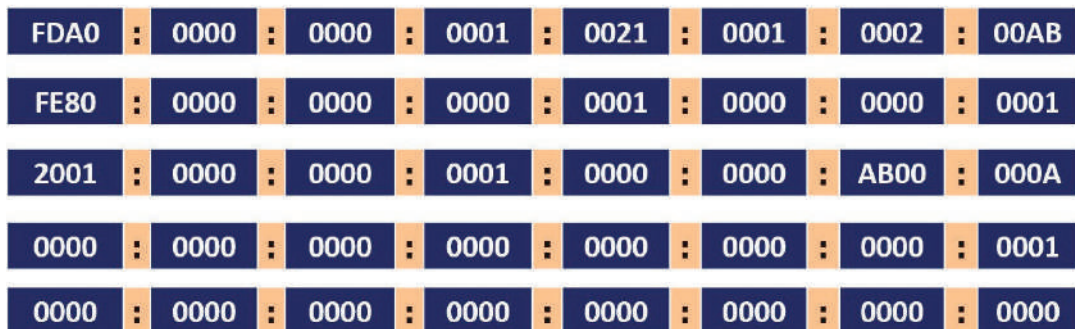 FDA0 : 0000 : 0000 : 0001 : 0021 : 0001 : 0002 : 00AB
FE80 : 0000 : 0000 : 0000 : 0001 : 0000 : 0000 : 0001
2001 : 0000 : 0000 : 0001 : 0000 : 0000 : AB00 : 000A
0000 : 0000 : 0000 : 0000 : 0000 : 0000 : 0000 : 0001
0000 : 0000 : 0000 : 0000 : 0000 : 0000 : 0000 : 0000